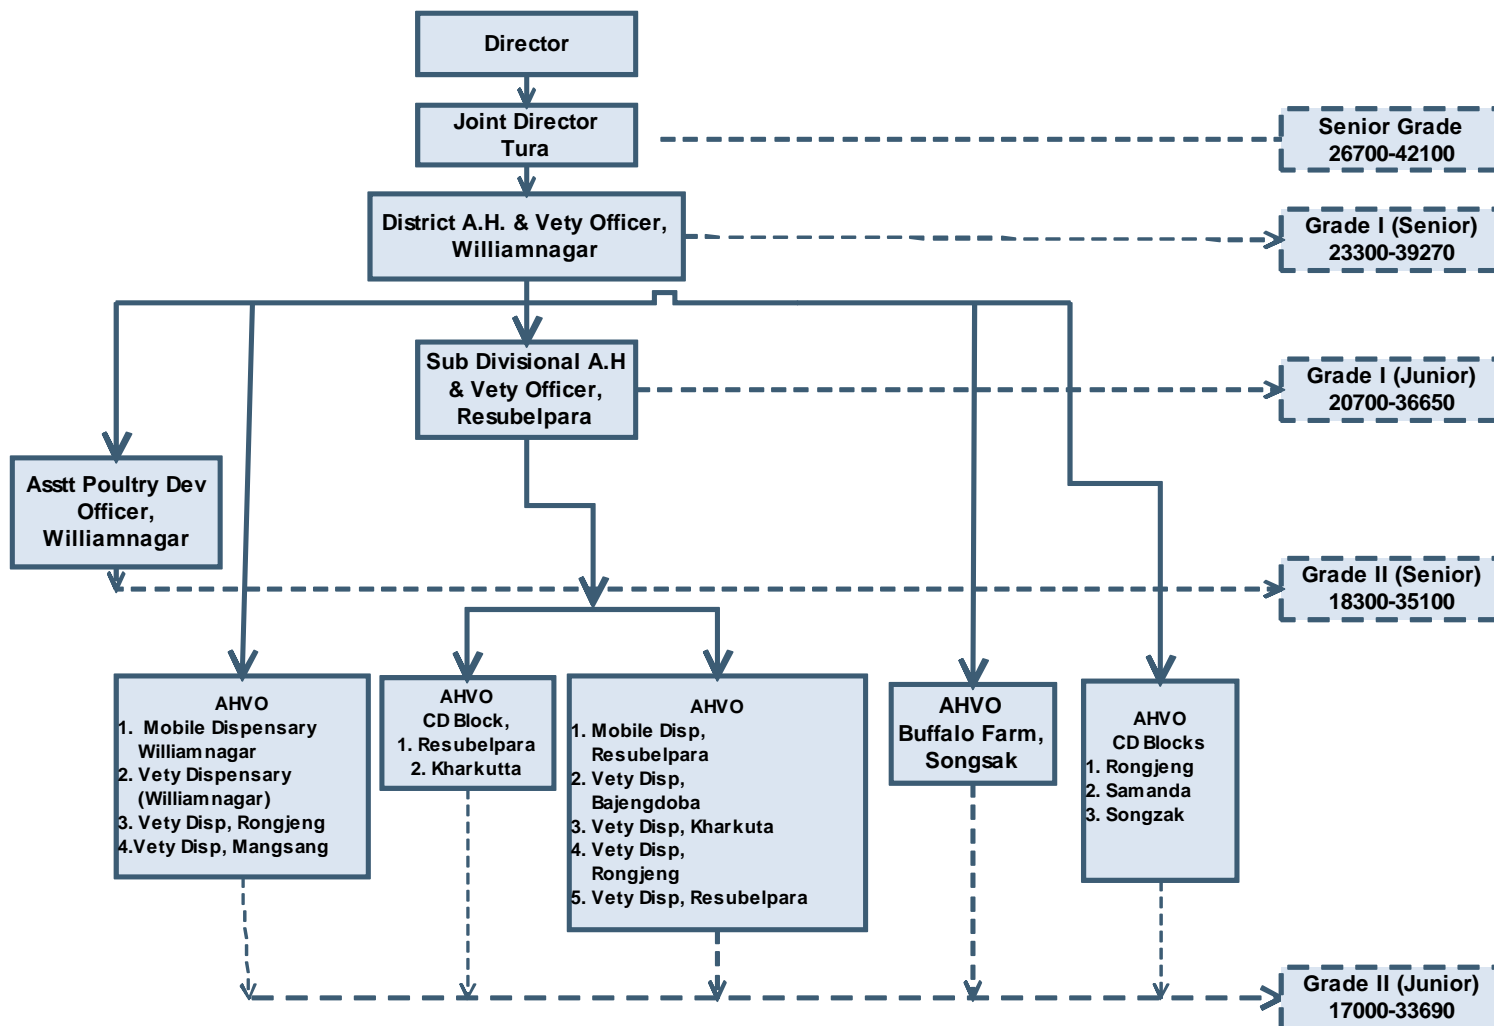 Director
Joint Director
Tura
Senior Grade
26700-42100
District A.H. & Vety Officer,
Williamnagar
Grade I (Senior)
23300-39270
Sub Divisional A.H
& Vety Officer,
Resubelpara
Grade I (Junior)
20700-36650
Asstt Poultry Dev
Officer,
Williamnagar
Grade II (Senior)
18300-35100
AHVO
1. Mobile Dispensary
Williamnagar
2. Vety Dispensary
(Williamnagar)
3. Vety Disp, Rongjeng
4.Vety Disp, Mangsang
AHVO
CD Block,
1. Resubelpara
2. Kharkutta
AHVO
1. Mobile Disp,
Resubelpara
2. Vety Disp,
Bajengdoba
3. Vety Disp, Kharkuta
4. Vety Disp,
Rongjeng
5. Vety Disp, Resubelpara
AHVO
Buffalo Farm,
Songsak
AHVO
CD Blocks
1. Rongjeng
2. Samanda
3. Songzak
Grade II (Junior)
17000-33690